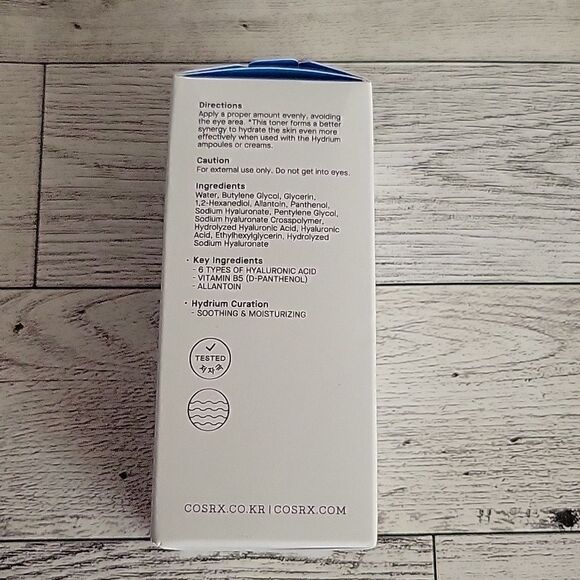 Directions
Apply a proper amount evenly, avoiding
the eye area. *This toner forms a better
synergy to hydrate the skin even more
effectively when used with the Hydrium
ampoules or creams.
Caution
For external use only. Do not get into eyes.
Ingredients
Water, Butylene Glycol, Glycerin,
1,2-Hexanediol, Allantoin, Panthenol,
Sodium Hyaluronate, Pentylene Glycol,
Sodium hyaluronate Crosspolymer,
Hydrolyzed Hyaluronic Acid, Hyaluronic
Acid, Ethylhexylglycerin, Hydrolyzed
Sodium Hyaluronate
· Key Ingredients
- 6 TYPES OF HYALURONIC ACID
- VITAMIN B5 (D-PANTHENOL)
- ALLANTOIN
· Hydrium Curation
- SOOTHING & MOISTURIZING
TESTED
COSRX.CO.KR | COSRX.COM